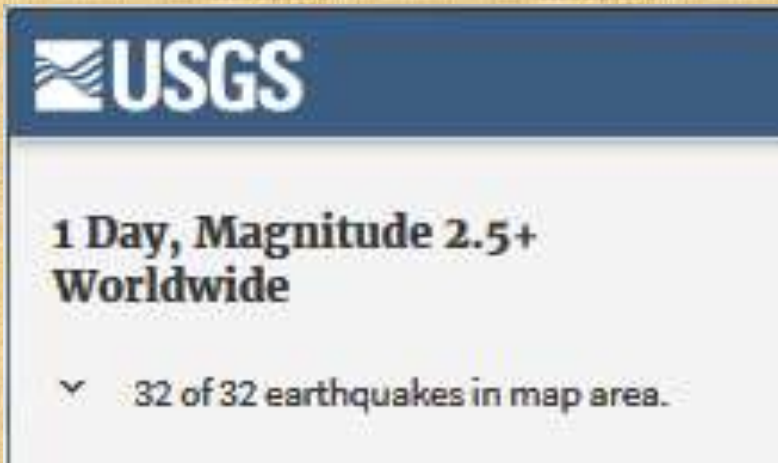 USGS
1 Day, Magnitude 2.5+
Worldwide
32 of 32 earthquakes in map area.